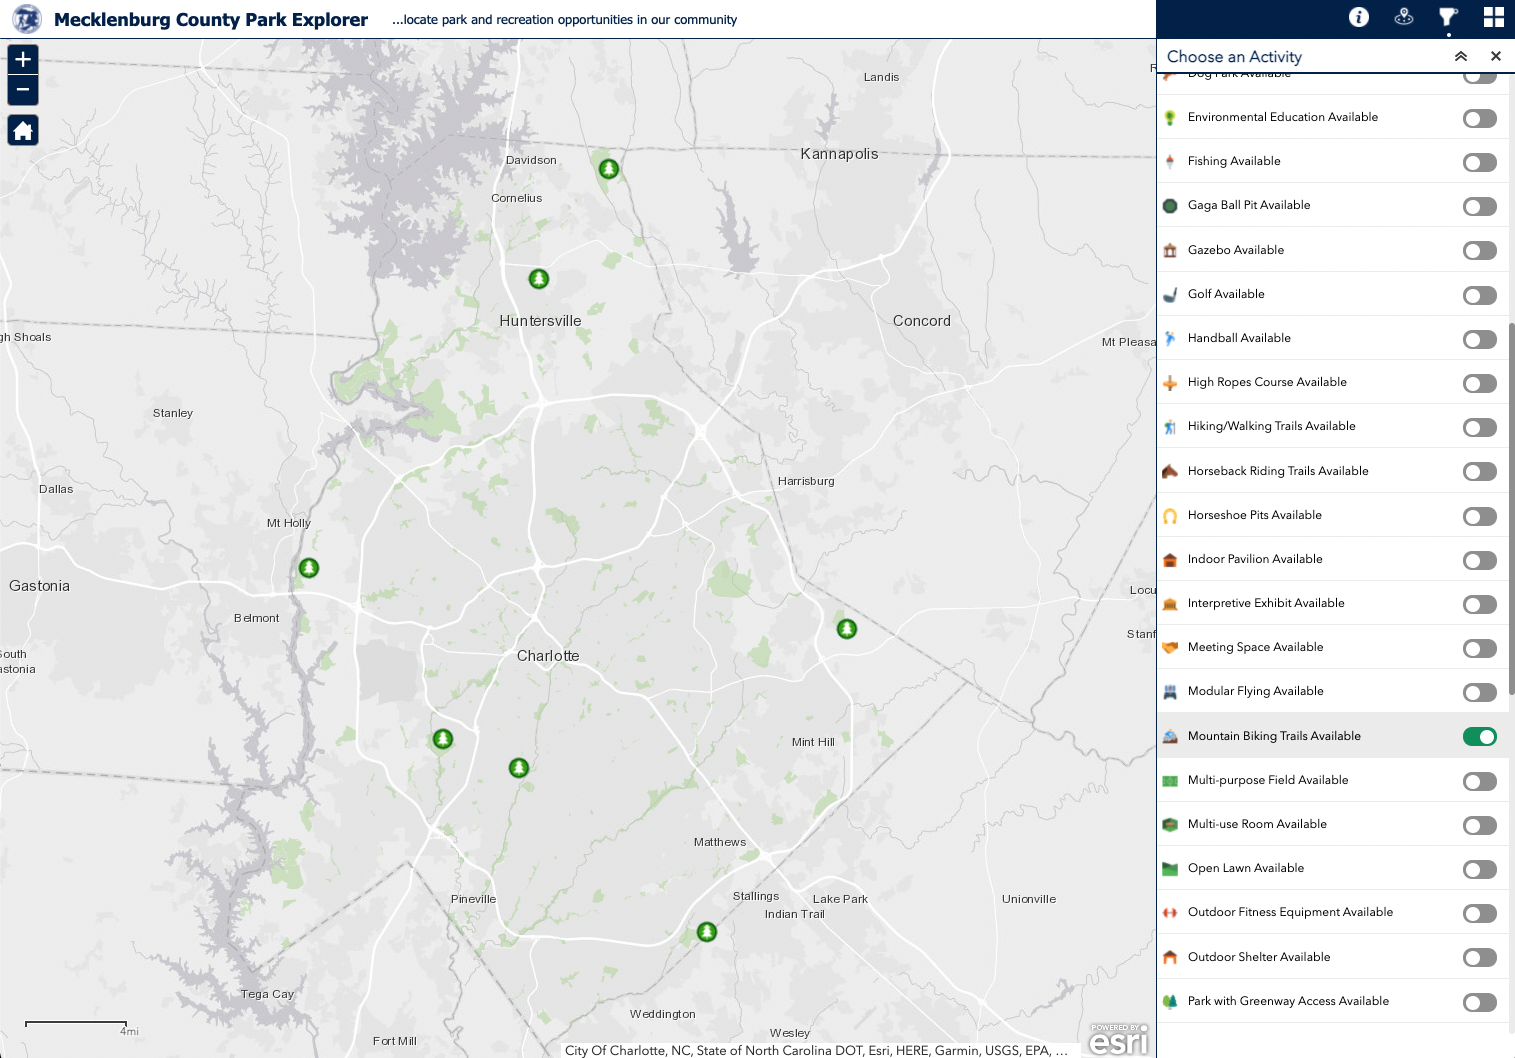 Mecklenburg County Park Explorer
...locate park and recreation opportunities in our community
Choose an Activity
Dog Park Available
Environmental Education Available
Fishing Available
Gaga Ball Pit Available
Gazebo Available
Golf Available
Handball Available
High Ropes Course Available
Hiking/Walking Trails Available
Horseback Riding Trails Available
Horseshoe Pits Available
Indoor Pavilion Available
Interpretive Exhibit Available
Meeting Space Available
Modular Flying Available
Mountain Biking Trails Available
Multi-purpose Field Available
Multi-use Room Available
Open Lawn Available
Outdoor Fitness Equipment Available
Outdoor Shelter Available
Park with Greenway Access Available
Landis
Kannapolis
Davidson
Cornelius
Huntersville
Concord
gh Shoals
Mt Pleasa
Stanley
Harrisburg
Dallas
Mt Holly
Gastonia
Belmont
Locu
Stanf
outh
astonia
Charlotte
Mint Hill
Matthews
Stallings
Lake Park
Indian Trail
Unionville
Pineville
Tega Cay
Weddington
Wesley
Fort Mill
4mi
City Of Charlotte, NC, State of North Carolina DOT, Esri, HERE, Garmin, USGS, EPA, ...
POWERED BY
esri